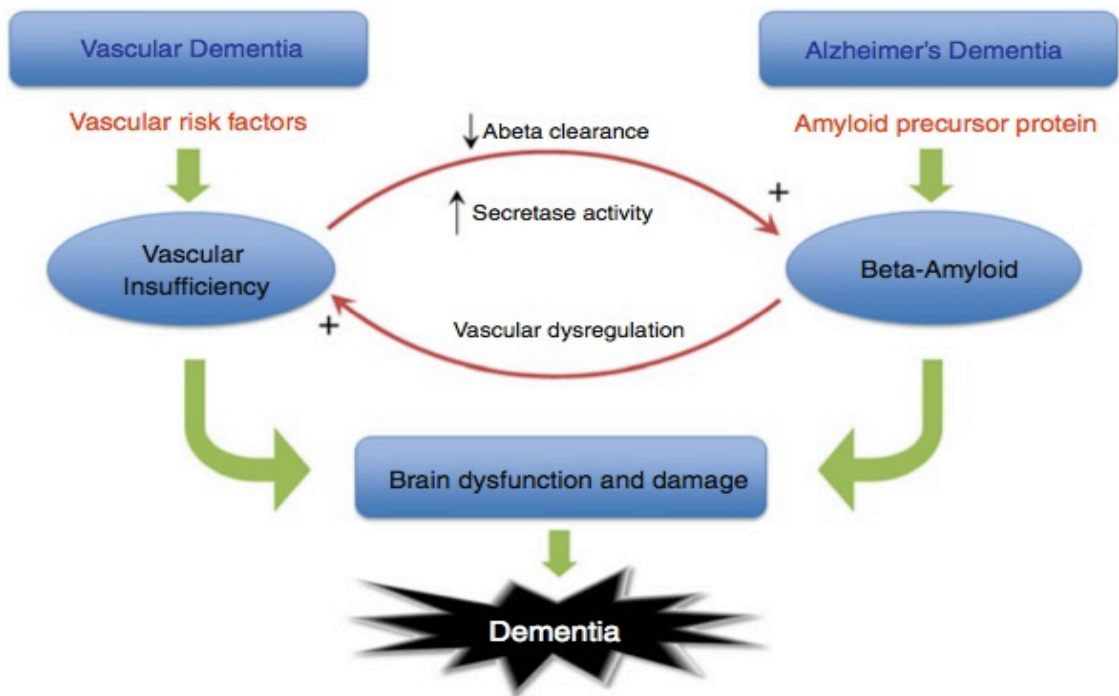 Vascular Dementia
Alzheimer's Dementia
Vascular risk factors
Amyloid precursor protein
↓ Abeta clearance
+
↑ Secretase activity
Vascular
Insufficiency
Beta-Amyloid
+
Vascular dysregulation
Brain dysfunction and damage
Dementia